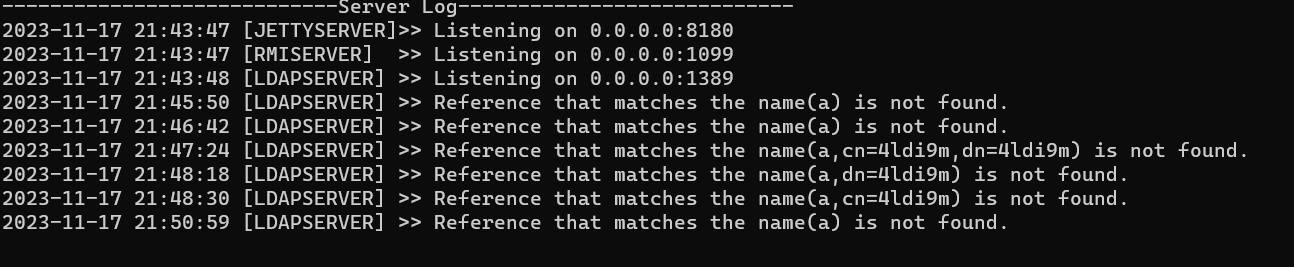 ----------------------------Server Log----------------------------
2023-11-17 21:43:47 [JETTYSERVER]>> Listening on 0.0.0.0:8180
2023-11-17 21:43:47 [RMISERVER]  >> Listening on 0.0.0.0:1099
2023-11-17 21:43:48 [LDAPSERVER] >> Listening on 0.0.0.0:1389
2023-11-17 21:45:50 [LDAPSERVER] >> Reference that matches the name(a) is not found.
2023-11-17 21:46:42 [LDAPSERVER] >> Reference that matches the name(a) is not found.
2023-11-17 21:47:24 [LDAPSERVER] >> Reference that matches the name(a,cn=4ldi9m,dn=4ldi9m) is not found.
2023-11-17 21:48:18 [LDAPSERVER] >> Reference that matches the name(a,dn=4ldi9m) is not found.
2023-11-17 21:48:30 [LDAPSERVER] >> Reference that matches the name(a,cn=4ldi9m) is not found.
2023-11-17 21:50:59 [LDAPSERVER] >> Reference that matches the name(a) is not found.